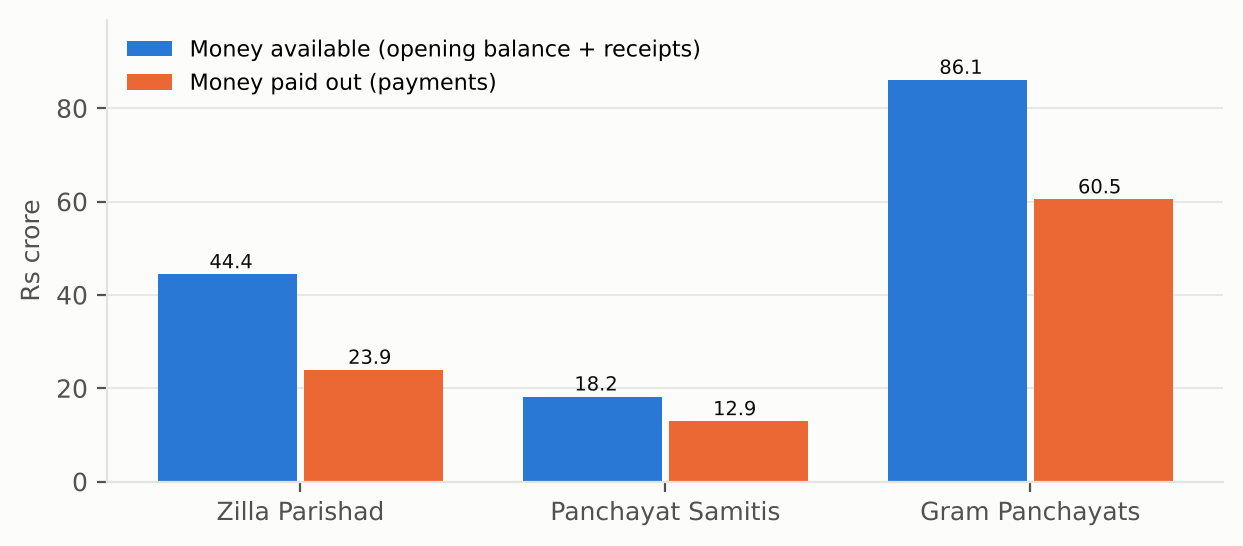 Money available (opening balance + receipts)
Money paid out (payments)
Rs crore
80
60
40
20
0
44.4
23.9
18.2
12.9
86.1
60.5
Zilla Parishad
Panchayat Samitis
Gram Panchayats